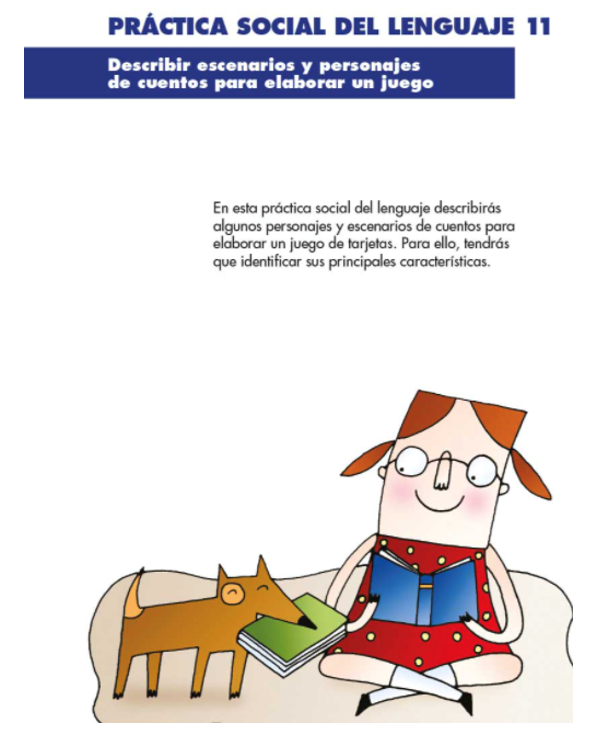 PRÁCTICA SOCIAL DEL LENGUAJE 11
Describir escenarios y personajes
de cuentos para elaborar un juego
En esta práctica social del lenguaje describirás
algunos personajes y escenarios de cuentos para
elaborar un juego de tarjetas. Para ello, tendrás
que identificar sus principales características.